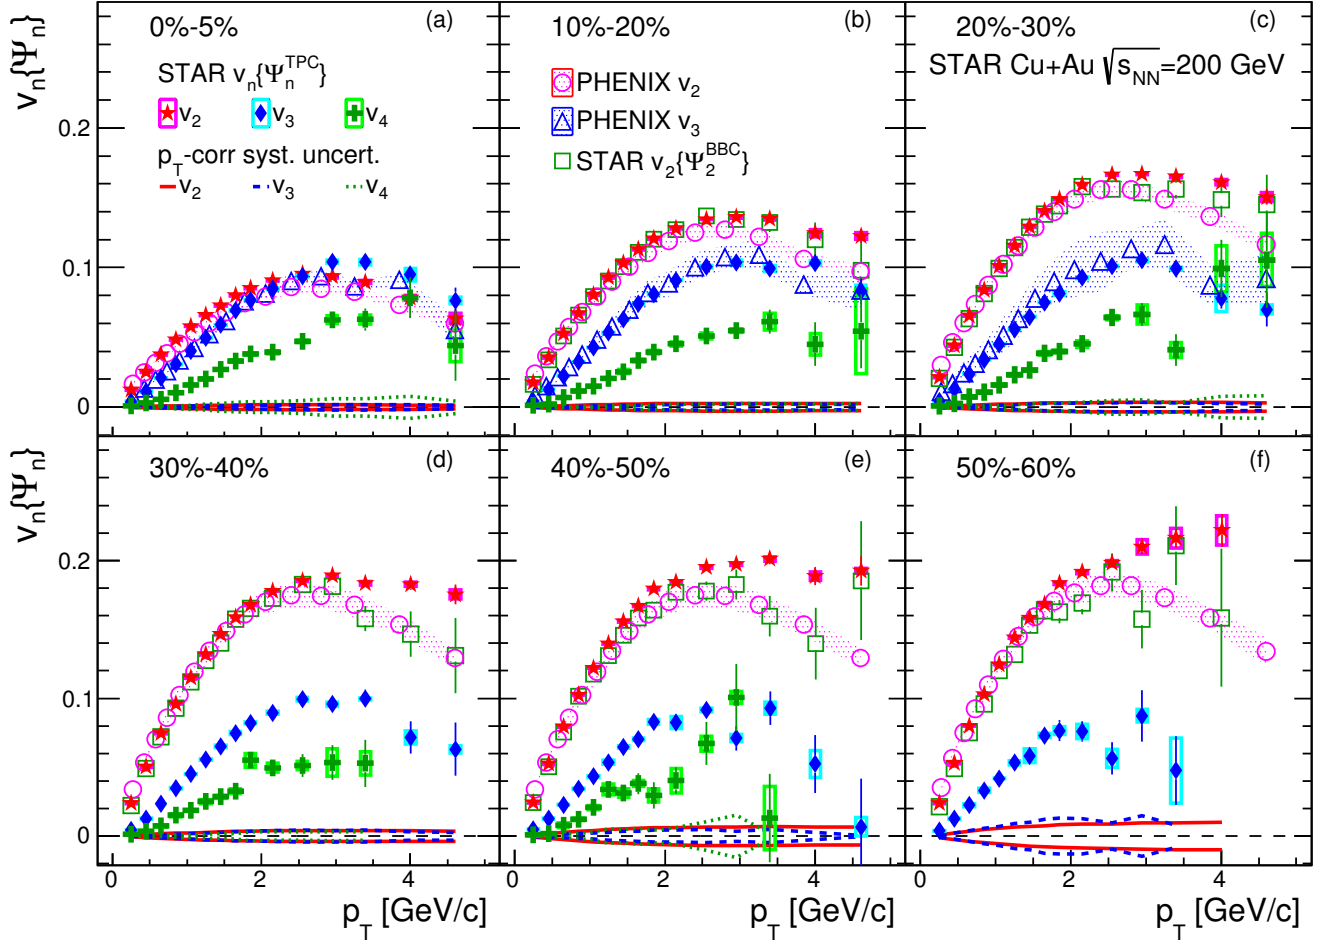 0%-5% (a)
10%-20% (b)
20%-30% (c)
STAR Cu+Au √s_NN=200 GeV
STAR v_n{Ψ_n^TPC}
v_2 v_3 v_4
p_T-corr syst. uncert.
v_2 v_3 v_4
PHENIX v_2
PHENIX v_3
STAR v_2{Ψ_2^BBC}
v_n{Ψ_n}
0.2
0.1
0
30%-40% (d)
40%-50% (e)
50%-60% (f)
v_n{Ψ_n}
0.2
0.1
0
0 2 4
0 2 4
0 2 4
p_T [GeV/c]
p_T [GeV/c]
p_T [GeV/c]